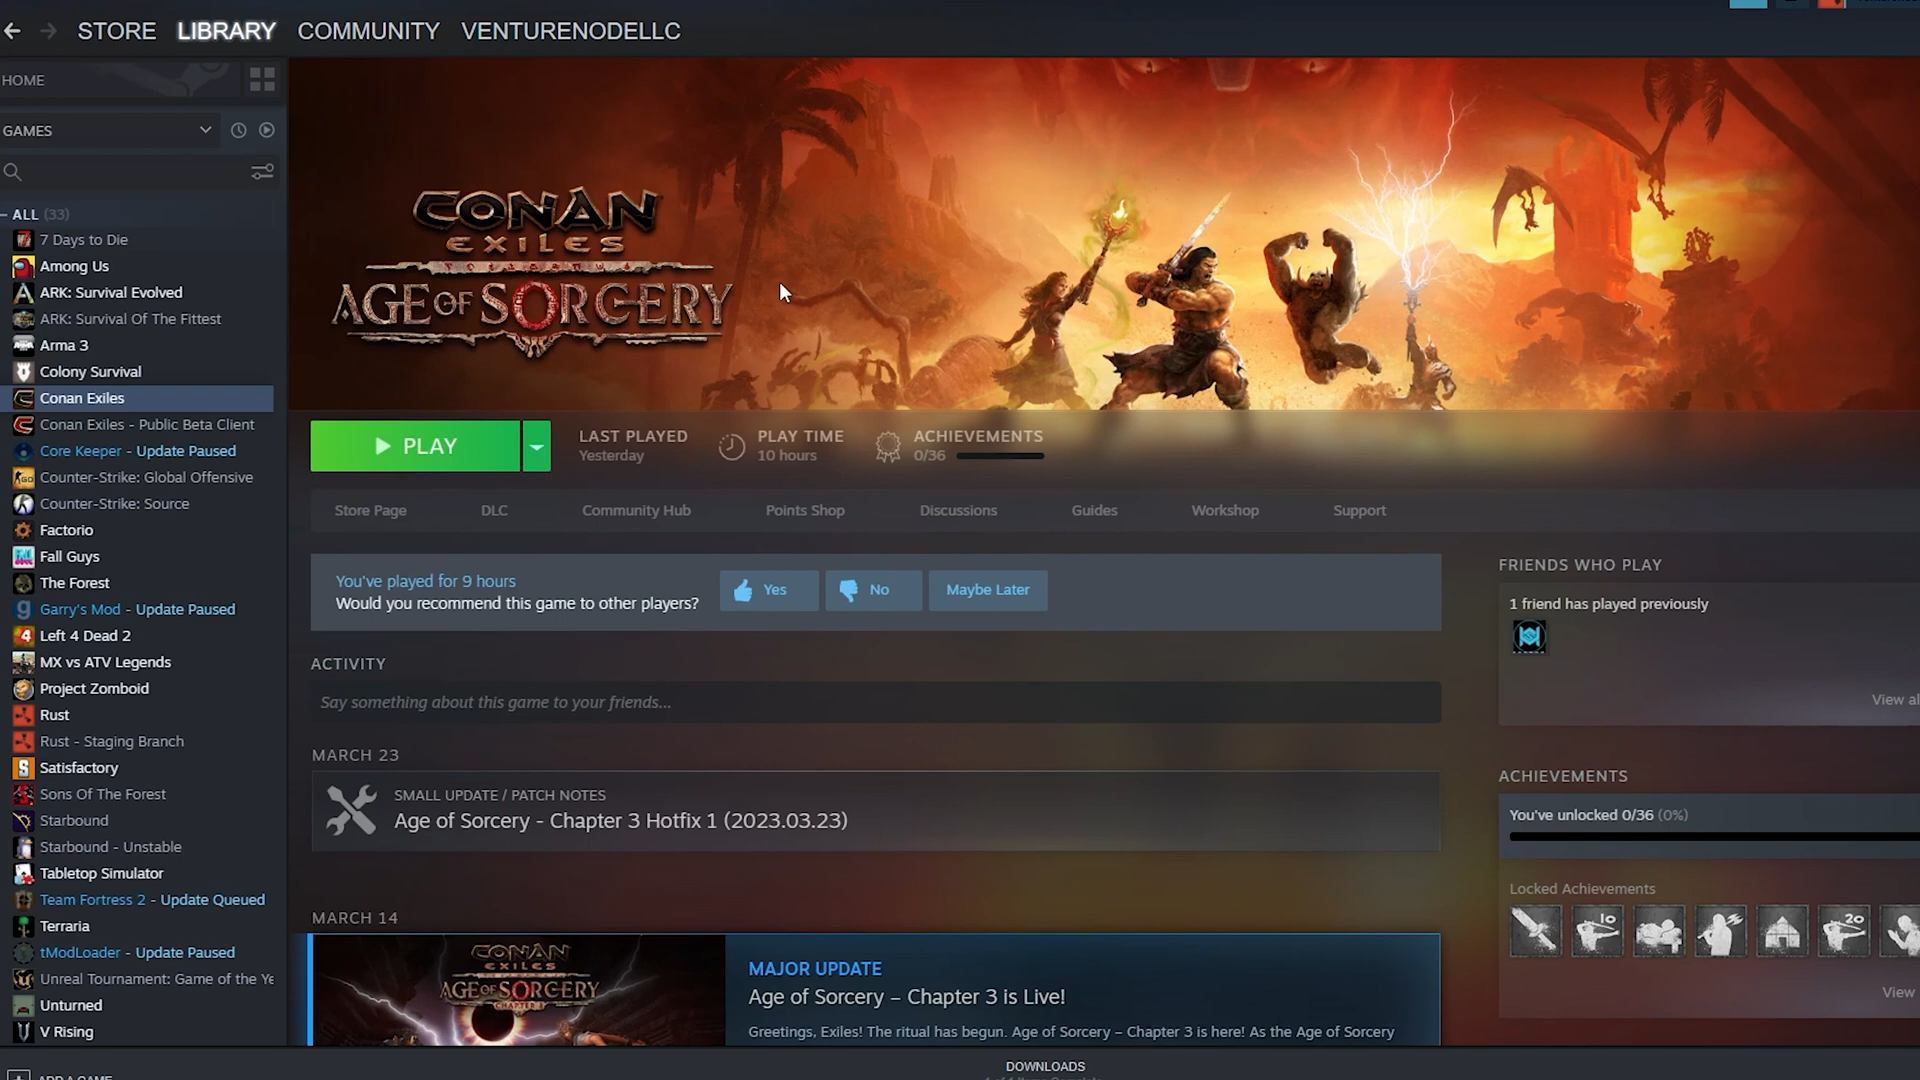 STORE LIBRARY COMMUNITY VENTURENODELLC
HOME
GAMES
ALL (33)
7 Days to Die
Among Us
ARK: Survival Evolved
ARK: Survival Of The Fittest
Arma 3
Colony Survival
Conan Exiles
Conan Exiles - Public Beta Client
Core Keeper - Update Paused
Counter-Strike: Global Offensive
Counter-Strike: Source
Factorio
Fall Guys
The Forest
Garry's Mod - Update Paused
Left 4 Dead 2
MX vs ATV Legends
Project Zomboid
Rust
Rust - Staging Branch
Satisfactory
Sons Of The Forest
Starbound
Starbound - Unstable
Tabletop Simulator
Team Fortress 2 - Update Queued
Terraria
tModLoader - Update Paused
Unreal Tournament: Game of the Ye
Unturned
V Rising
ADD A GAME
CONAN
EXILES
AGE OF SORCERY
PLAY
LAST PLAYED
Yesterday
PLAY TIME
10 hours
ACHIEVEMENTS
0/36
Store Page DLC Community Hub Points Shop Discussions Guides Workshop Support
You've played for 9 hours
Would you recommend this game to other players?
Yes
No
Maybe Later
ACTIVITY
Say something about this game to your friends...
MARCH 23
SMALL UPDATE / PATCH NOTES
Age of Sorcery - Chapter 3 Hotfix 1 (2023.03.23)
MARCH 14
CONAN
EXILES
AGE OF SORCERY
CHAPTER 3
MAJOR UPDATE
Age of Sorcery – Chapter 3 is Live!
Greetings, Exiles! The ritual has begun. Age of Sorcery – Chapter 3 is here! As the Age of Sorcery
FRIENDS WHO PLAY
1 friend has played previously
View al
ACHIEVEMENTS
You've unlocked 0/36 (0%)
Locked Achievements
10
20
View
DOWNLOADS